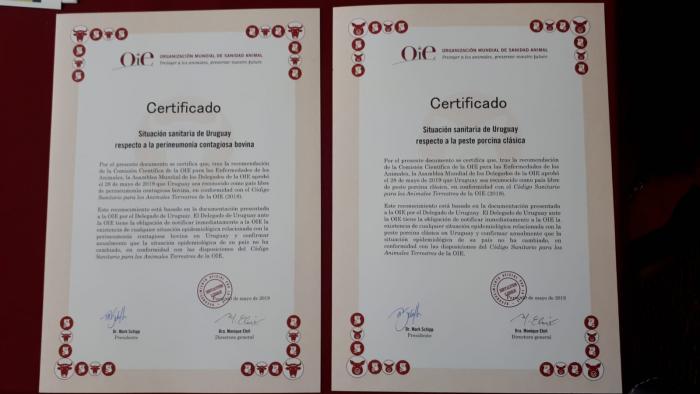 Oie ORGANIZACIÓN MUNDIAL DE SANIDAD ANIMAL
Proteger a los animales, preservar nuestro futuro
Certificado
Situación sanitaria de Uruguay
respecto a la perineumonía contagiosa bovina
Por el presente documento se certifica que, tras la recomendación
de la Comisión Científica de la OIE para las Enfermedades de los
Animales, la Asamblea Mundial de los Delegados de la OIE aprobó
el 28 de mayo de 2019 que Uruguay sea reconocido como país libre
de perineumonía contagiosa bovina, en conformidad con el Código
Sanitario para los Animales Terrestres de la OIE (2018).
Este reconocimiento está basado en la documentación presentada
a la OIE por el Delegado de Uruguay. El Delegado de Uruguay ante
la OIE tiene la obligación de notificar inmediatamente a la OIE la
existencia de cualquier situación epidemiológica relacionada con la
perineumonía contagiosa bovina en Uruguay y confirmar
anualmente que la situación epidemiológica de su país no ha
cambiado, en conformidad con las disposiciones del Código
Sanitario para los Animales Terrestres de la OIE.
de mayo de 2019
Dr. Mark Schipp
Presidente
Dra. Monique Eloit
Directora general
Oie ORGANIZACIÓN MUNDIAL DE SANIDAD ANIMAL
Proteger a los animales, preservar nuestro futuro
Certificado
Situación sanitaria de Uruguay
respecto a la peste porcina clásica
Por el presente documento se certifica que, tras la recomendación
de la Comisión Científica de la OIE para las Enfermedades de los
Animales, la Asamblea Mundial de los Delegados de la OIE aprobó
el 28 de mayo de 2019 que Uruguay sea reconocido como país libre
de peste porcina clásica, en conformidad con el Código Sanitario
para los Animales Terrestres de la OIE (2018).
Este reconocimiento está basado en la documentación presentada
a la OIE por el Delegado de Uruguay. El Delegado de Uruguay ante
la OIE tiene la obligación de notificar inmediatamente a la OIE la
existencia de cualquier situación epidemiológica relacionada con la
peste porcina clásica en Uruguay y confirmar anualmente que la
situación epidemiológica de su país no ha cambiado, en
conformidad con las disposiciones del Código Sanitario para los
Animales Terrestres de la OIE.
de mayo de 2019
Dr. Mark Schipp
Presidente
Dra. Monique Eloit
Directora general